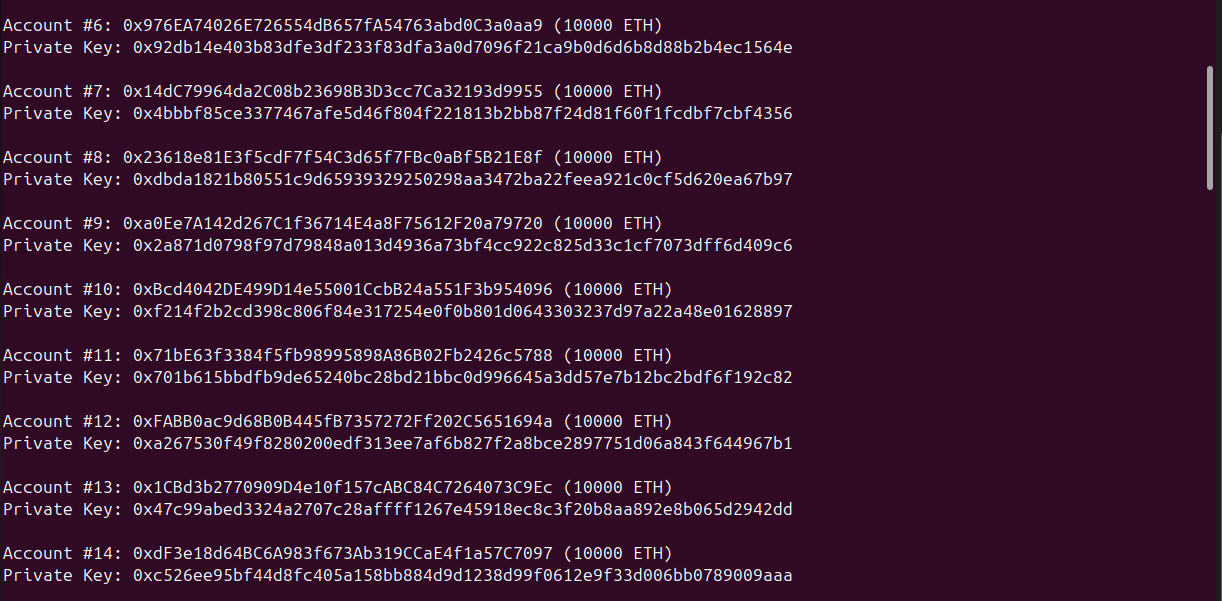 Account #6: 0x976EA74026E726554dB657fA54763abd0C3a0aa9 (10000 ETH)
Private Key: 0x92db14e403b83dfe3df233f83dfa3a0d7096f21ca9b0d6d6b8d88b2b4ec1564e
Account #7: 0x14dC79964da2C08b23698B3D3cc7Ca32193d9955 (10000 ETH)
Private Key: 0x4bbbf85ce3377467afe5d46f804f221813b2bb87f24d81f60f1fcdbf7cbf4356
Account #8: 0x23618e81E3f5cdF7f54C3d65f7FBc0aBf5B21E8f (10000 ETH)
Private Key: 0xdbda1821b80551c9d65939329250298aa3472ba22feea921c0cf5d620ea67b97
Account #9: 0xa0Ee7A142d267C1f36714E4a8F75612F20a79720 (10000 ETH)
Private Key: 0x2a871d0798f97d79848a013d4936a73bf4cc922c825d33c1cf7073dff6d409c6
Account #10: 0xBcd4042DE499D14e55001CcbB24a551F3b954096 (10000 ETH)
Private Key: 0xf214f2b2cd398c806f84e317254e0f0b801d0643303237d97a22a48e01628897
Account #11: 0x71bE63f3384f5fb98995898A86B02Fb2426c5788 (10000 ETH)
Private Key: 0x701b615bbdfb9de65240bc28bd21bbc0d996645a3dd57e7b12bc2bdf6f192c82
Account #12: 0xFABB0ac9d68B0B445fB7357272Ff202C5651694a (10000 ETH)
Private Key: 0xa267530f49f8280200edf313ee7af6b827f2a8bce2897751d06a843f644967b1
Account #13: 0x1CBd3b2770909D4e10f157cABC84C7264073C9Ec (10000 ETH)
Private Key: 0x47c99abed3324a2707c28affff1267e45918ec8c3f20b8aa892e8b065d2942dd
Account #14: 0xdF3e18d64BC6A983f673Ab319CCaE4f1a57C7097 (10000 ETH)
Private Key: 0xc526ee95bf44d8fc405a158bb884d9d1238d99f0612e9f33d006bb0789009aaa